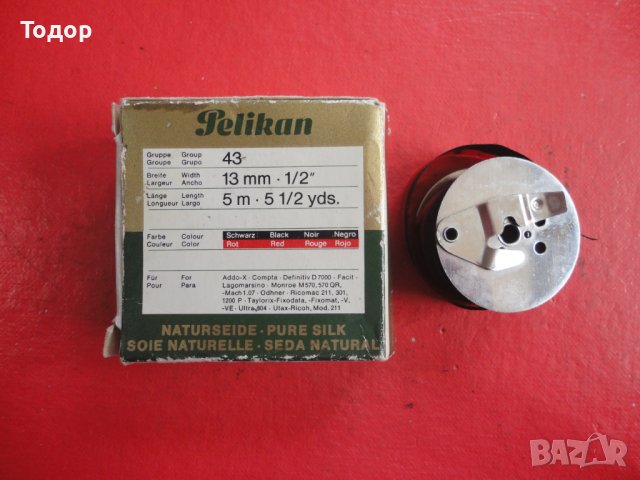 Тодор
Pelikan
Gruppe Group 43
Groupe Grupo
Breite Width 13 mm · 1/2"
Largeur Ancho
Länge Length 5 m · 5 1/2 yds.
Longueur Largo
Farbe Colour Schwarz Black Noir Negro
Couleur Color Rot Red Rouge Rojo
Für For Addo-X · Compta · Definitiv D7000 · Facit ·
Pour Para Lagomarsino · Monroe M570, 570 QR,
-Mach 1.07 · Odhner · Ricomac 211, 301,
1200 P · Taylorix-Fixodata, -Fixomat, -V,
-VE · Ultra 804 · Utax-Ricoh, Mod. 211
NATURSEIDE · PURE SILK
SOIE NATURELLE · SEDA NATURAL
BAZAR